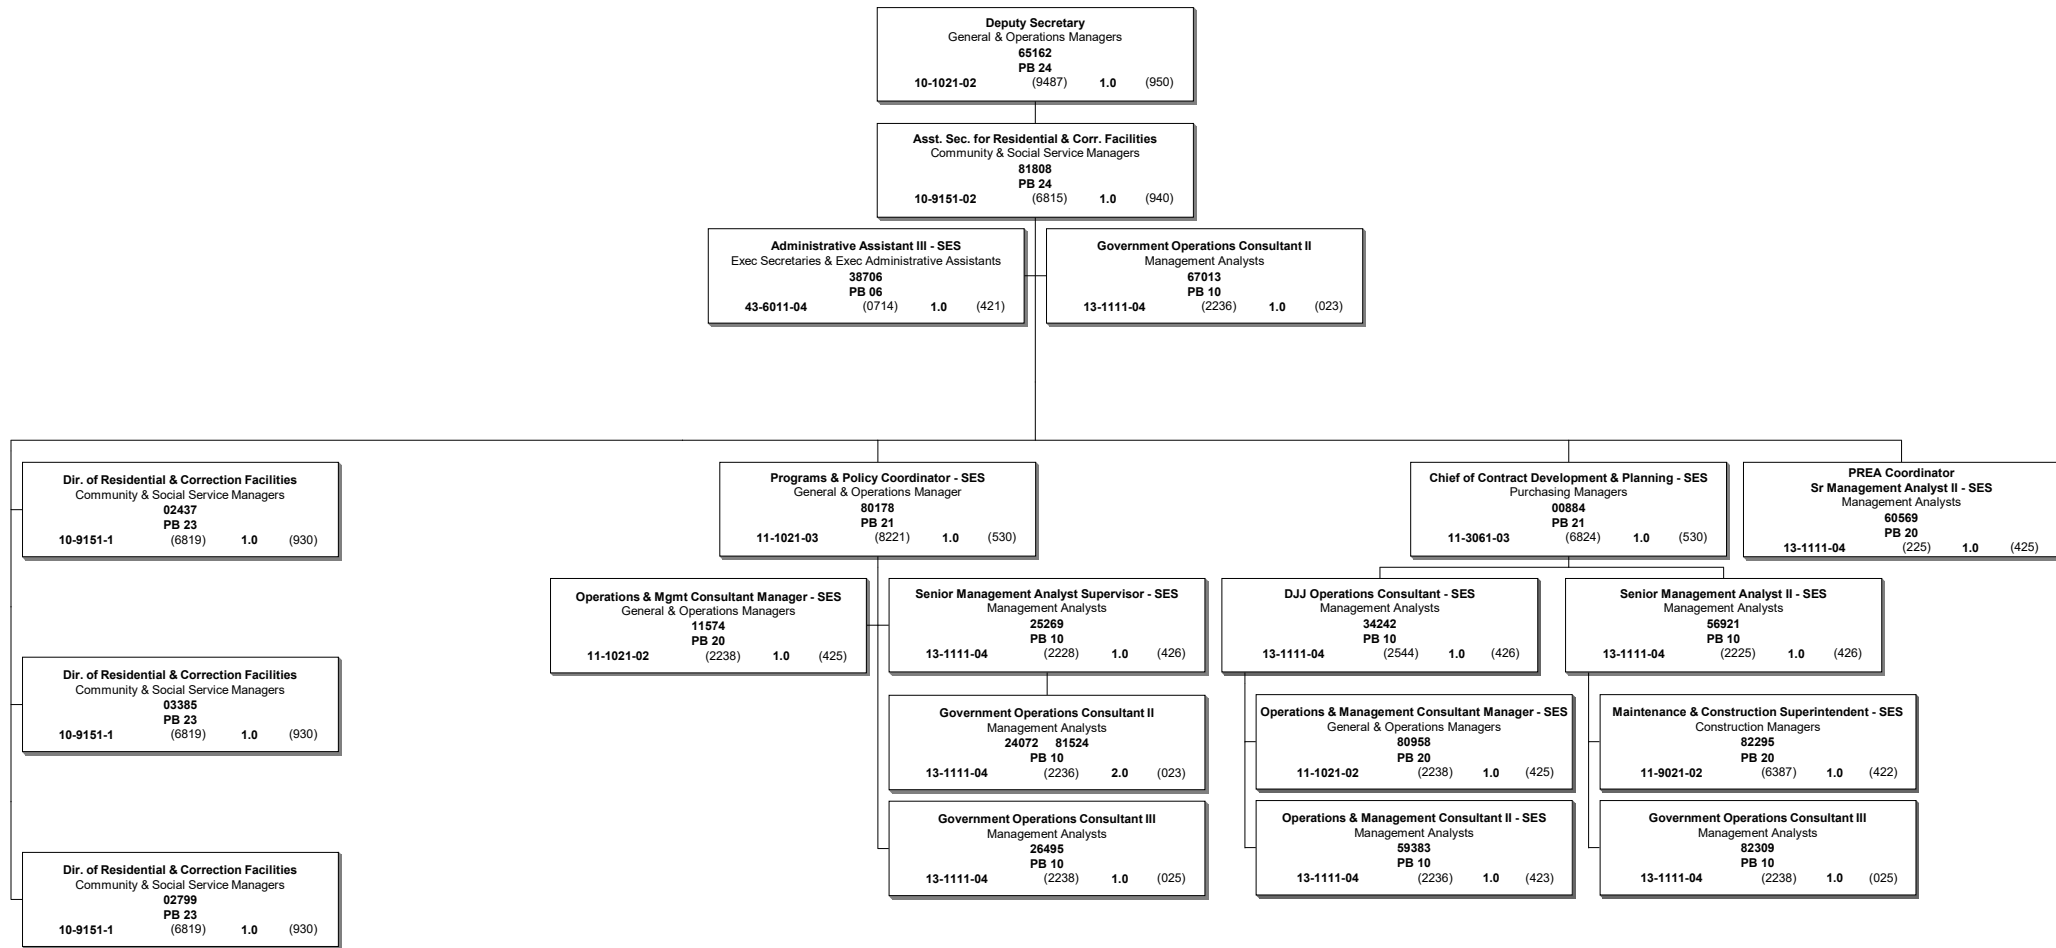 Deputy Secretary
General & Operations Managers
65162
PB 24
10-1021-02 (9487) 1.0 (950)
Asst. Sec. for Residential & Corr. Facilities
Community & Social Service Managers
81808
PB 24
10-9151-02 (6815) 1.0 (940)
Administrative Assistant III - SES
Exec Secretaries & Exec Administrative Assistants
38706
PB 06
43-6011-04 (0714) 1.0 (421)
Government Operations Consultant II
Management Analysts
67013
PB 10
13-1111-04 (2236) 1.0 (023)
Dir. of Residential & Correction Facilities
Community & Social Service Managers
02437
PB 23
10-9151-1 (6819) 1.0 (930)
Dir. of Residential & Correction Facilities
Community & Social Service Managers
03385
PB 23
10-9151-1 (6819) 1.0 (930)
Dir. of Residential & Correction Facilities
Community & Social Service Managers
02799
PB 23
10-9151-1 (6819) 1.0 (930)
Programs & Policy Coordinator - SES
General & Operations Manager
80178
PB 21
11-1021-03 (8221) 1.0 (530)
Operations & Mgmt Consultant Manager - SES
General & Operations Managers
11574
PB 20
11-1021-02 (2238) 1.0 (425)
Senior Management Analyst Supervisor - SES
Management Analysts
25269
PB 10
13-1111-04 (2228) 1.0 (426)
Government Operations Consultant II
Management Analysts
24072 81524
PB 10
13-1111-04 (2236) 2.0 (023)
Government Operations Consultant III
Management Analysts
26495
PB 10
13-1111-04 (2238) 1.0 (025)
Chief of Contract Development & Planning - SES
Purchasing Managers
00884
PB 21
11-3061-03 (6824) 1.0 (530)
DJJ Operations Consultant - SES
Management Analysts
34242
PB 10
13-1111-04 (2544) 1.0 (426)
Operations & Management Consultant Manager - SES
General & Operations Managers
80958
PB 20
11-1021-02 (2238) 1.0 (425)
Operations & Management Consultant II - SES
Management Analysts
59383
PB 10
13-1111-04 (2236) 1.0 (423)
Senior Management Analyst II - SES
Management Analysts
56921
PB 10
13-1111-04 (2225) 1.0 (426)
Maintenance & Construction Superintendent - SES
Construction Managers
82295
PB 20
11-9021-02 (6387) 1.0 (422)
Government Operations Consultant III
Management Analysts
82309
PB 10
13-1111-04 (2238) 1.0 (025)
PREA Coordinator
Sr Management Analyst II - SES
Management Analysts
60569
PB 20
13-1111-04 (225) 1.0 (425)